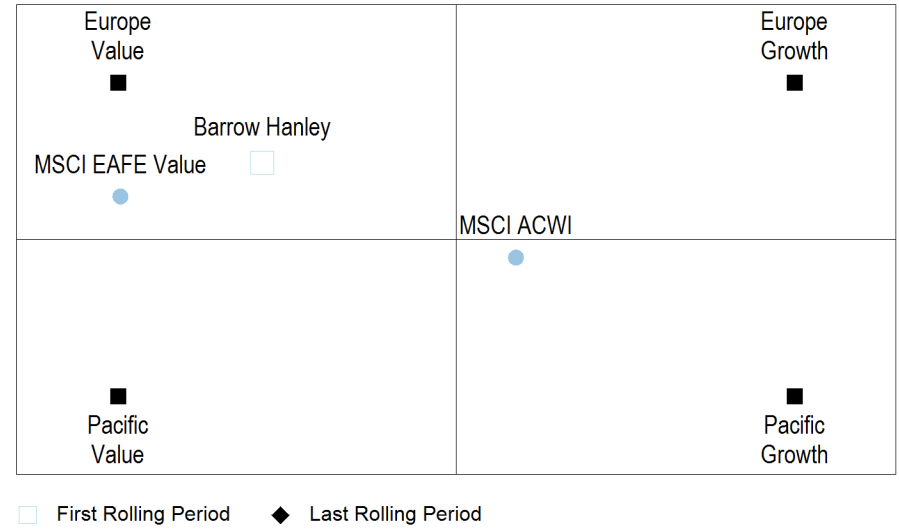 Europe
Value
Europe
Growth
Barrow Hanley
MSCI EAFE Value
MSCI ACWI
Pacific
Value
Pacific
Growth
First Rolling Period
Last Rolling Period